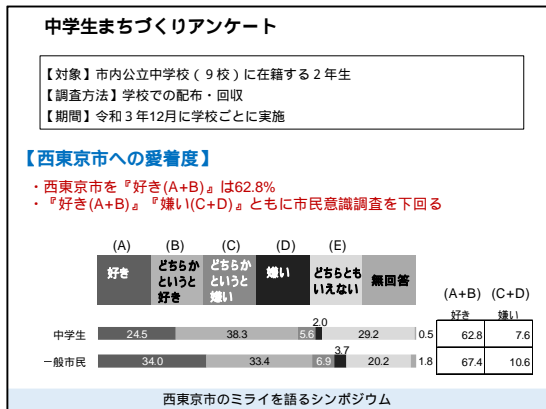 中学生まちづくりアンケート
【対象】市内公立中学校（９校）に在籍する２年生
【調査方法】学校での配布・回収
【期間】令和３年12月に学校ごとに実施
【西東京市への愛着度】
・西東京市を『好き(A+B)』は62.8%
・『好き(A+B)』『嫌い(C+D)』ともに市民意識調査を下回る
(A) (B) (C) (D) (E)
好き どちらかというと好き どちらかというと嫌い 嫌い どちらともいえない 無回答
(A+B) (C+D)
好き 嫌い
中学生 24.5 38.3 5.6 2.0 29.2 0.5 62.8 7.6
一般市民 34.0 33.4 6.9 3.7 20.2 1.8 67.4 10.6
西東京市のミライを語るシンポジウム